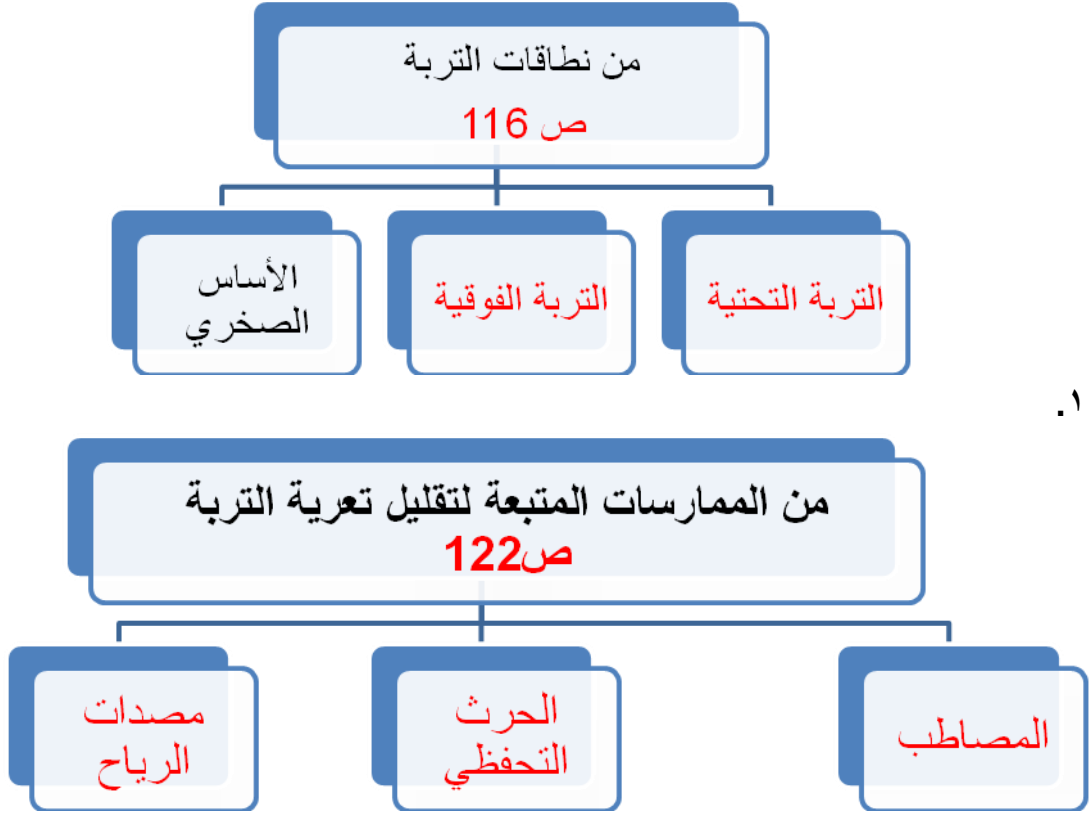 من نطاقات التربة
ص 116
التربة التحتية
التربة الفوقية
الأساس
الصخري
١.
من الممارسات المتبعة لتقليل تعرية التربة
ص122
المصاطب
الحرث
التحفظي
مصدات
الرياح